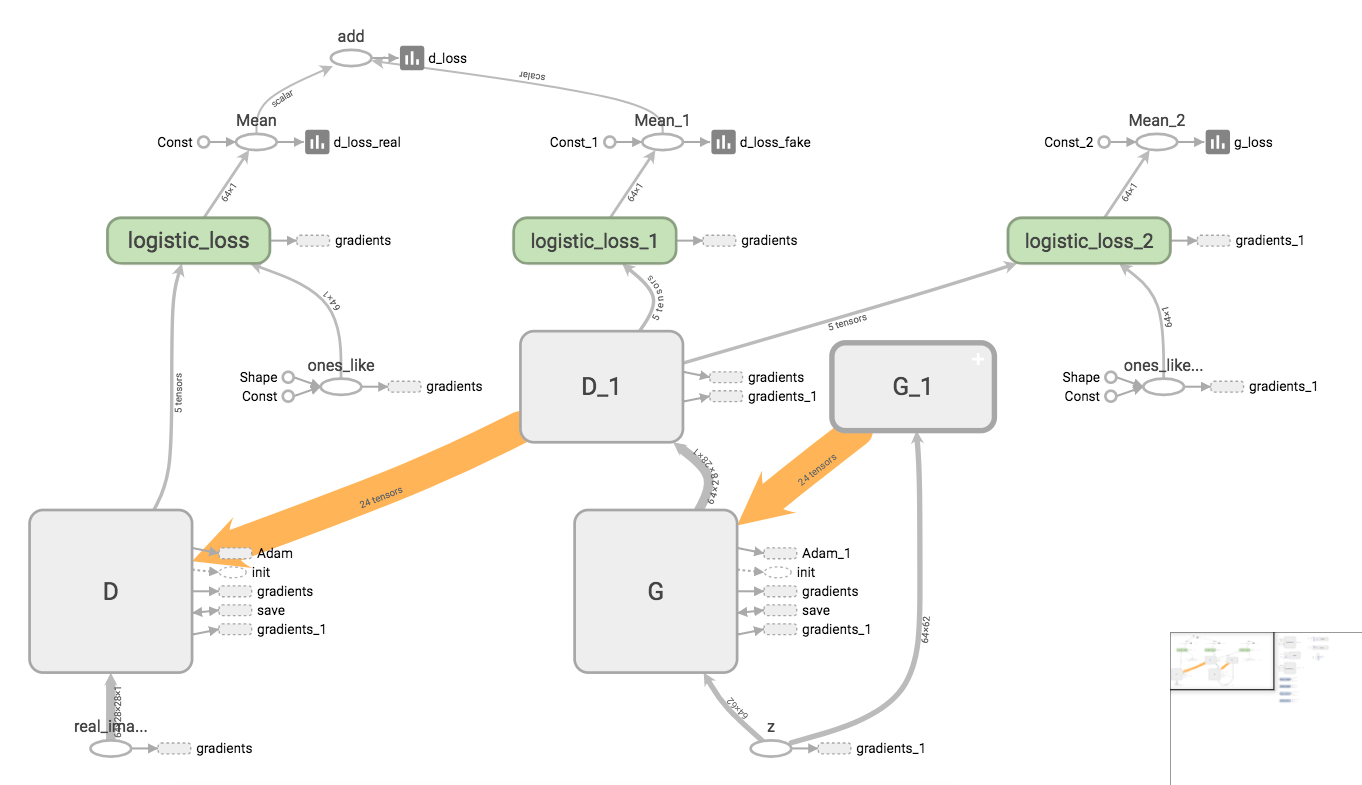 add
d_loss
scalar
scalar
Mean
Const
d_loss_real
Mean_1
Const_1
d_loss_fake
Mean_2
Const_2
g_loss
64×1
64×1
64×1
logistic_loss
gradients
logistic_loss_1
gradients
logistic_loss_2
gradients_1
5 tensors
64×1
5 tensors
5 tensors
64×1
ones_like
Shape
Const
gradients
D_1
gradients
gradients_1
G_1
ones_like...
Shape
Const
gradients_1
24 tensors
64×28×28×1
24 tensors
D
Adam
init
gradients
save
gradients_1
G
Adam_1
init
gradients
save
gradients_1
64×62
64×28×28×1
real_ima...
gradients
64×62
z
gradients_1